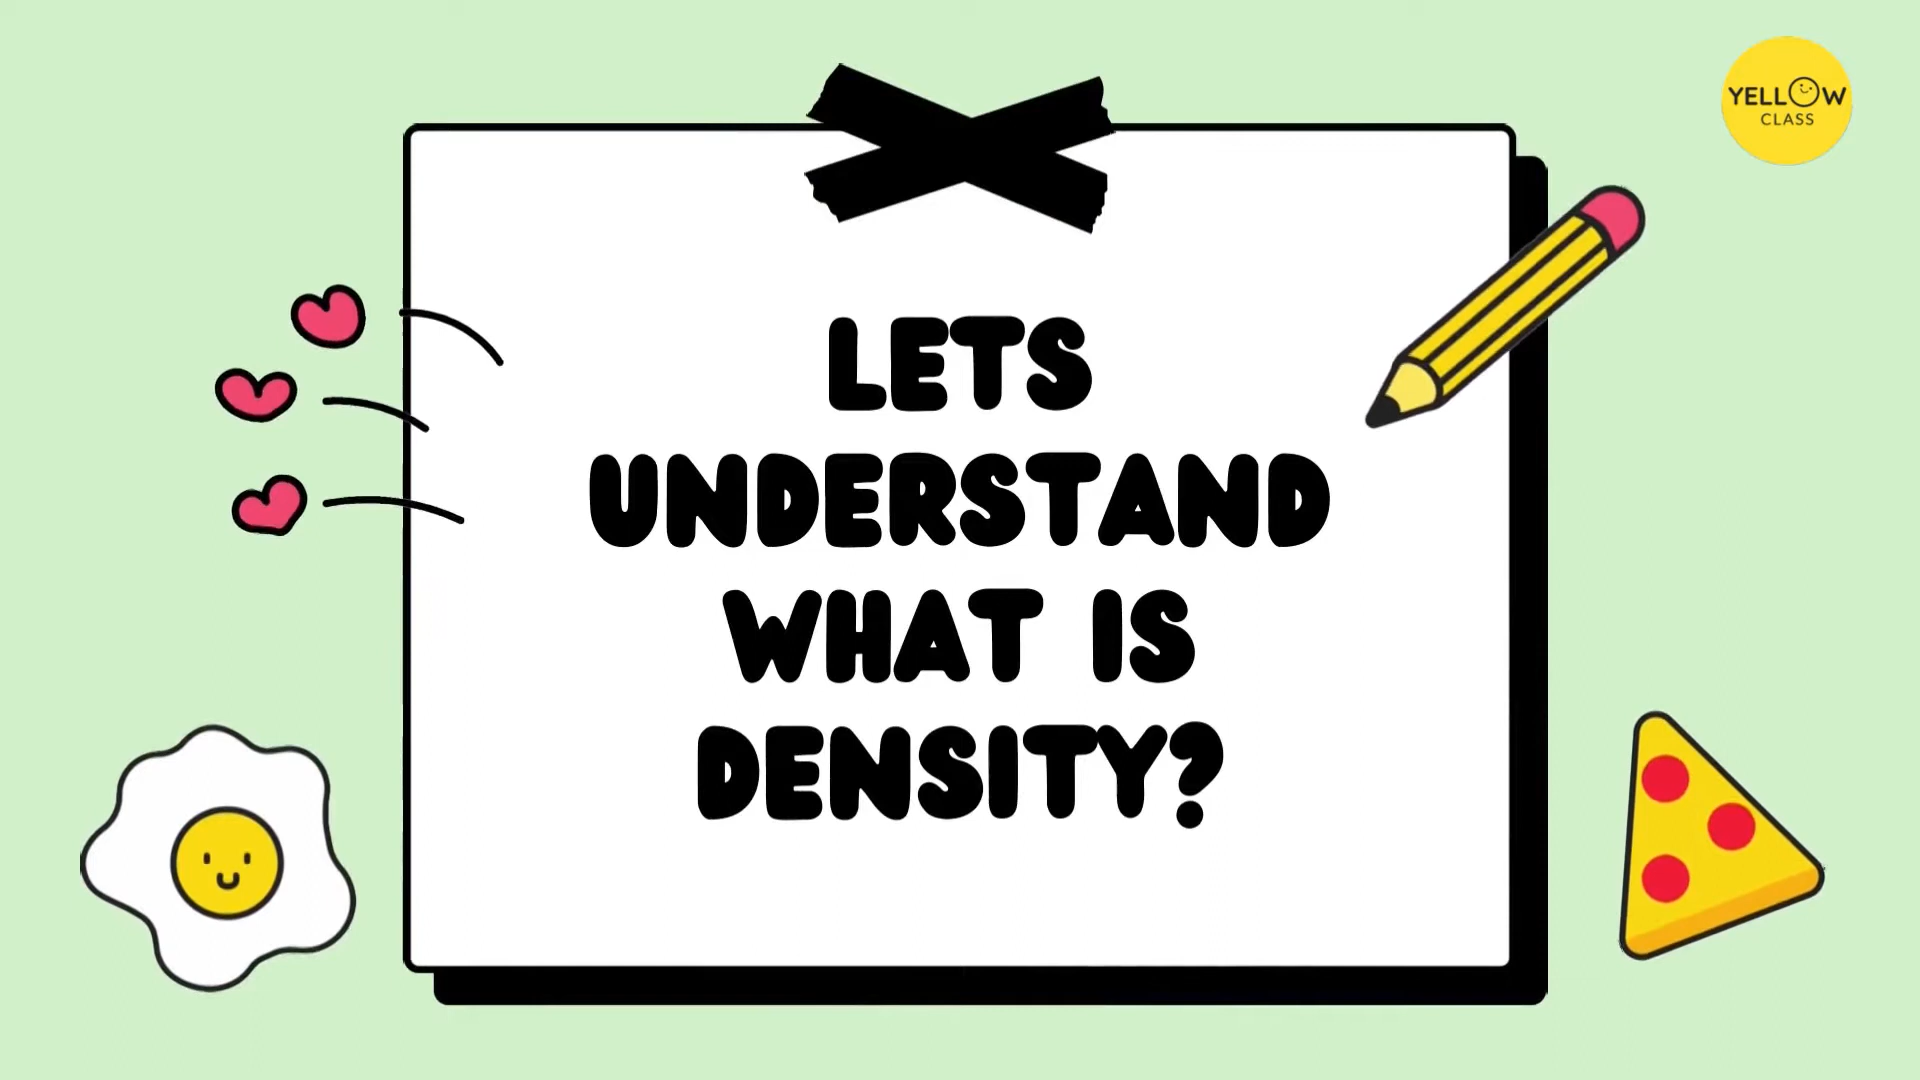 YELLOW
CLASS
LETS
UNDERSTAND
WHAT IS
DENSITY?